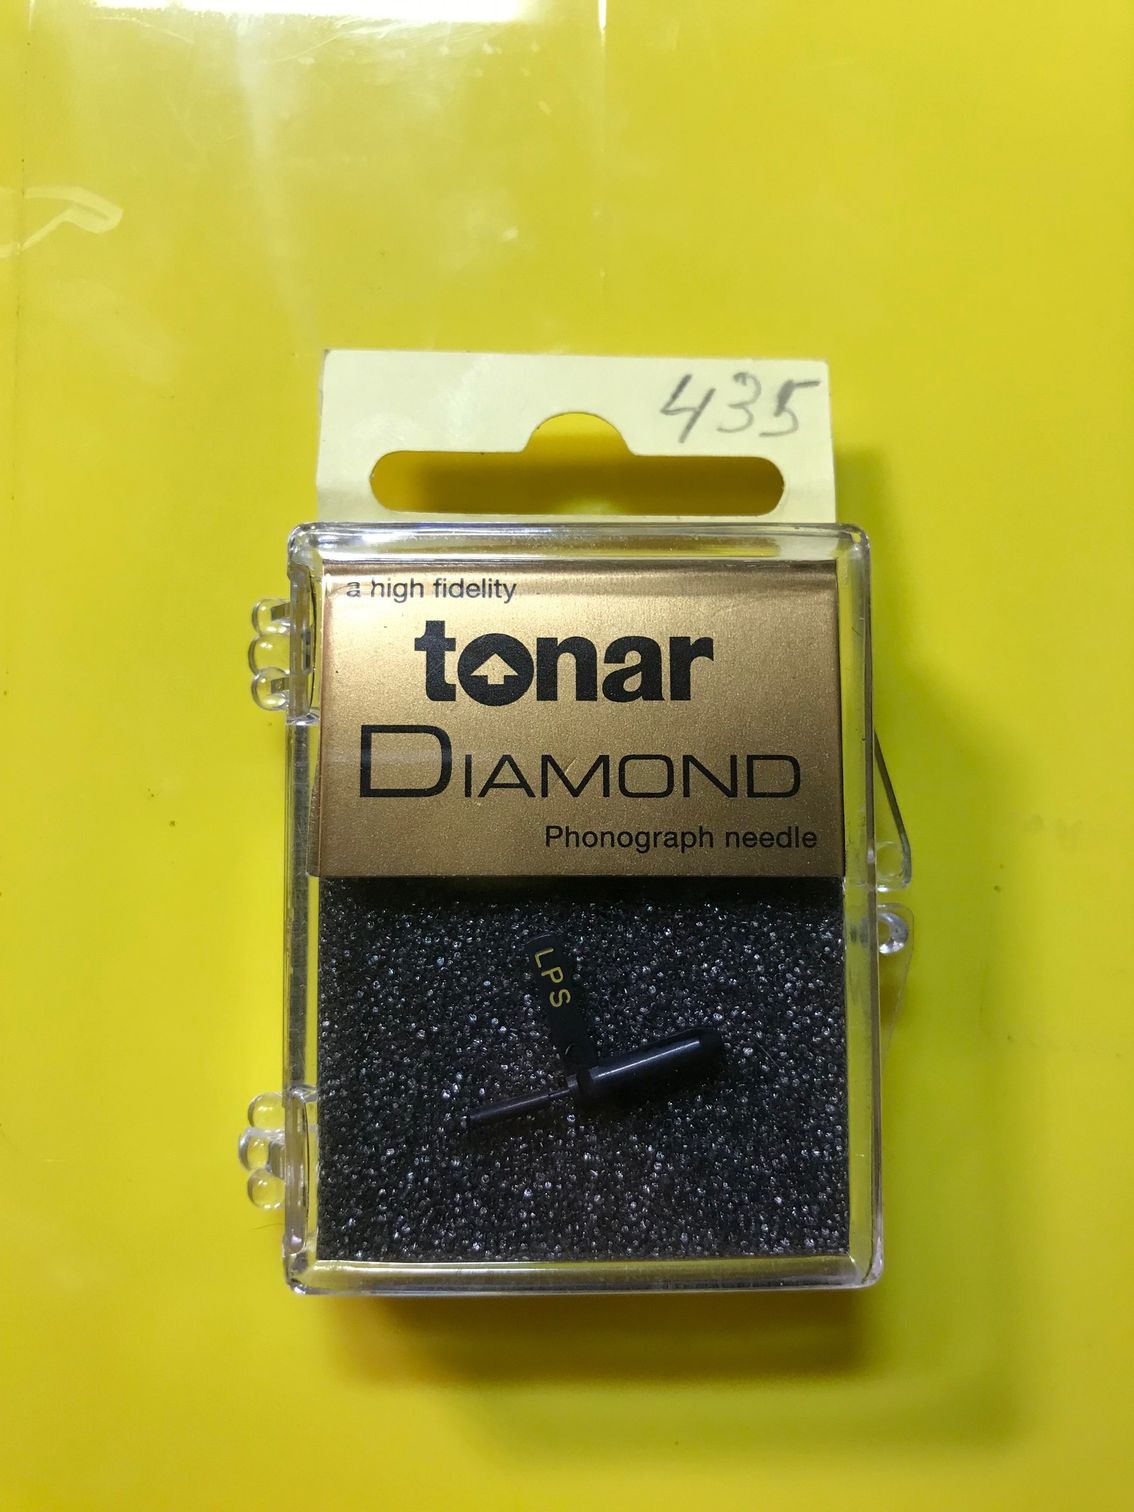 435
a high fidelity
tonar
DIAMOND
Phonograph needle
LPS